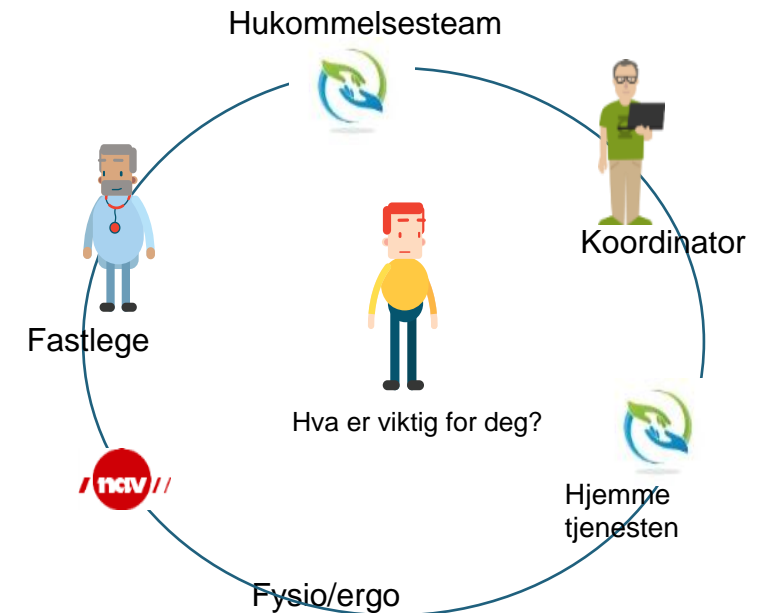 Hukommelsesteam
Koordinator
Fastlege
Hva er viktig for deg?
/nav//
Hjemme
tjenesten
Fysio/ergo